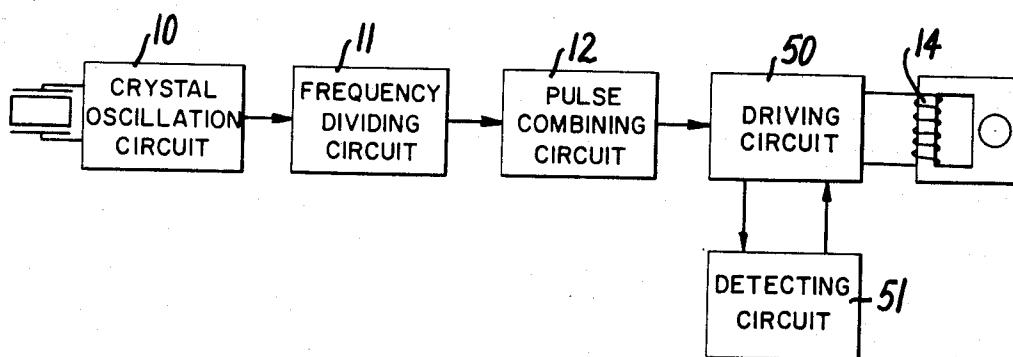 10
11
12
50
14
CRYSTAL
OSCILLATION
CIRCUIT
FREQUENCY
DIVIDING
CIRCUIT
PULSE
COMBINING
CIRCUIT
DRIVING
CIRCUIT
DETECTING
CIRCUIT
51